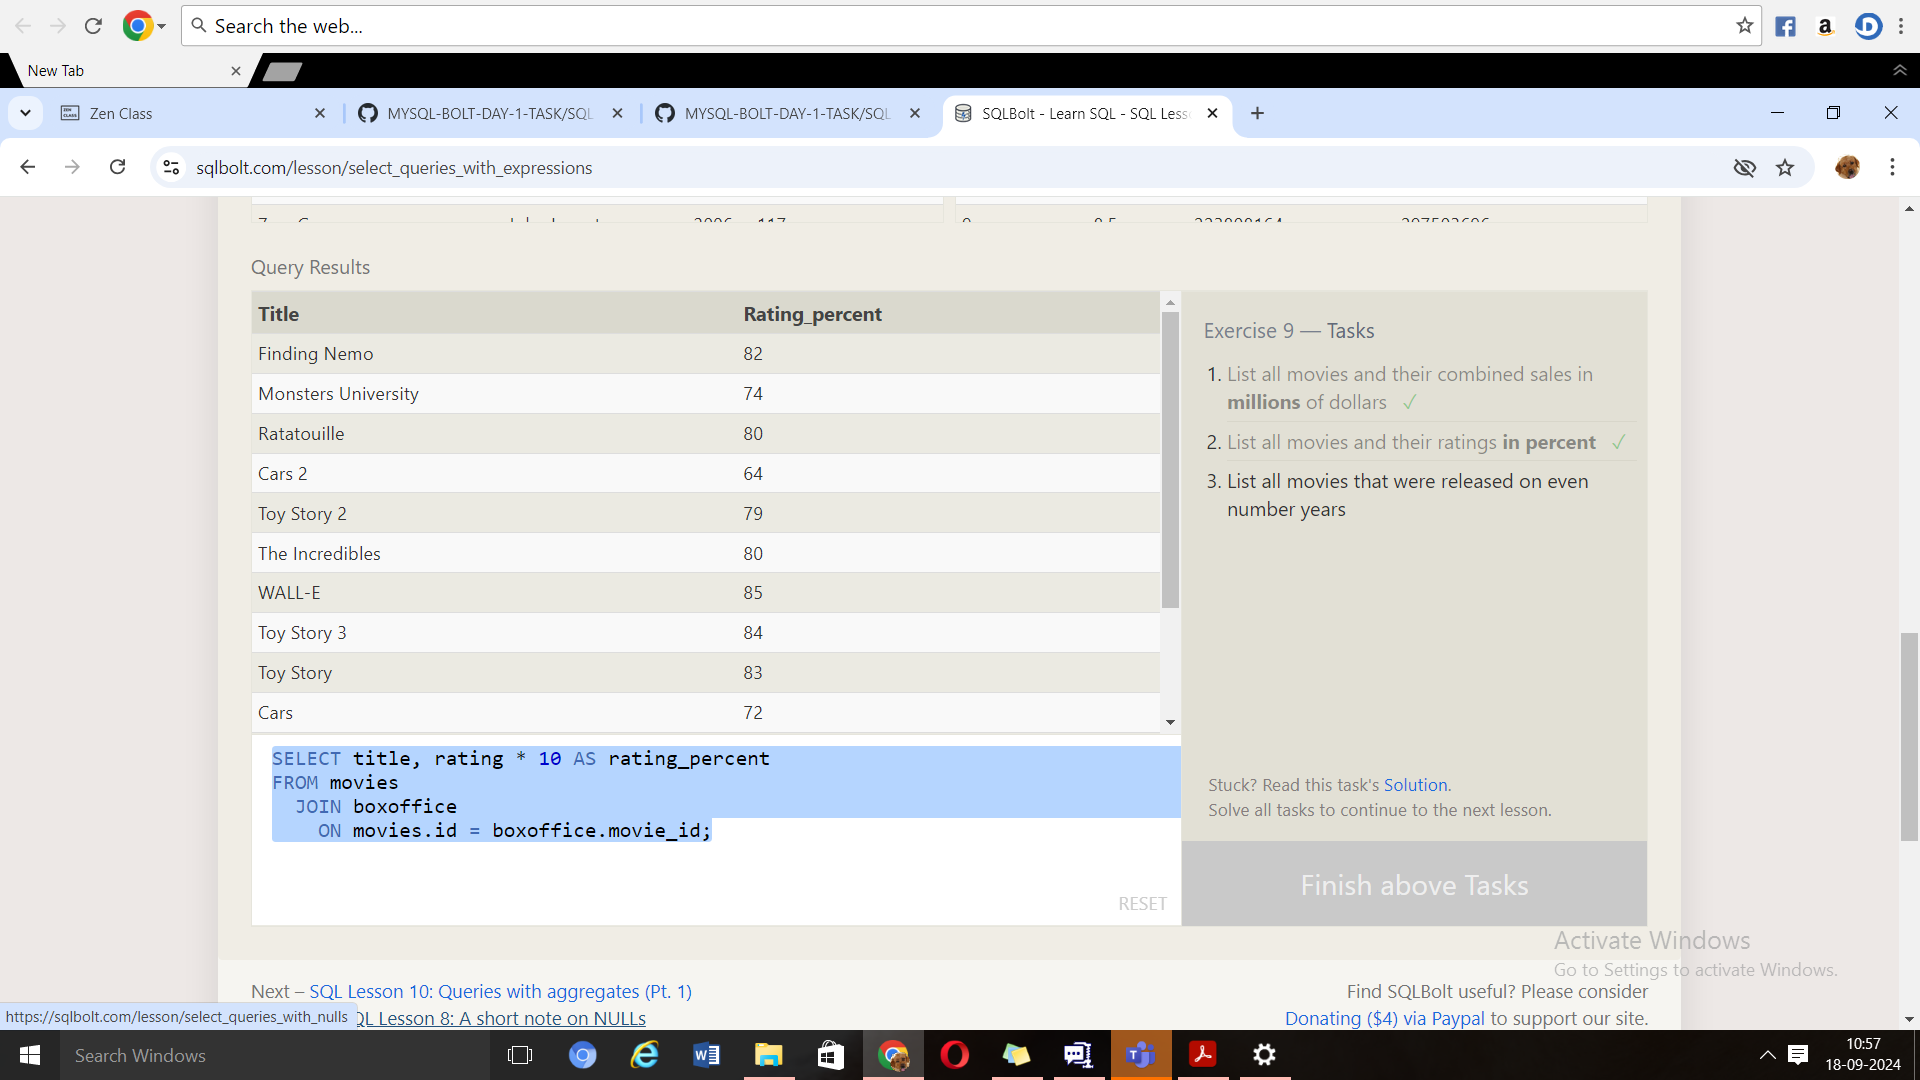 Search the web...
New Tab
Zen Class
MYSQL-BOLT-DAY-1-TASK/SQL
MYSQL-BOLT-DAY-1-TASK/SQL
SQLBolt - Learn SQL - SQL Less
sqlbolt.com/lesson/select_queries_with_expressions
Query Results
Title Rating_percent
Finding Nemo 82
Monsters University 74
Ratatouille 80
Cars 2 64
Toy Story 2 79
The Incredibles 80
WALL-E 85
Toy Story 3 84
Toy Story 83
Cars 72
SELECT title, rating * 10 AS rating_percent
FROM movies
JOIN boxoffice
ON movies.id = boxoffice.movie_id;
RESET
Exercise 9 — Tasks
1. List all movies and their combined sales in
millions of dollars ✓
2. List all movies and their ratings in percent ✓
3. List all movies that were released on even
number years
Stuck? Read this task's Solution.
Solve all tasks to continue to the next lesson.
Finish above Tasks
Activate Windows
Go to Settings to activate Windows.
Next – SQL Lesson 10: Queries with aggregates (Pt. 1)
Find SQLBolt useful? Please consider
https://sqlbolt.com/lesson/select_queries_with_nulls
QL Lesson 8: A short note on NULLs
Donating ($4) via Paypal to support our site.
Search Windows
10:57
18-09-2024